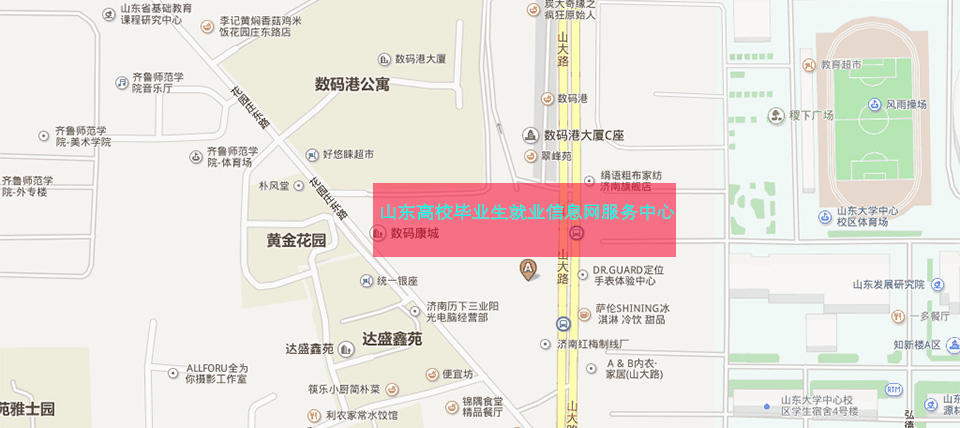 山东省基础教育
课程研究中心
李记黄焖香菇鸡米
饭花园庄东路店
炭大奇缘之
疯狂原始人
山大路
数码大厦
数码港公寓
齐鲁师范学
院音乐厅
花园庄东路
数码港
教育超市
风雨操场
稷下广场
齐鲁师范学
院-美术学院
数码港大厦C座
齐鲁师范学
院-体育场
好悠睐超市
翠峰苑
齐鲁师范学
院-外专楼
朴风堂
花园庄东路
绢语粗布家纺
济南旗舰店
山东高校毕业生就业信息网服务中心
山东大学中心
校区体育场
黄金花园
数码康城
山大路
A
DR.GUARD定位
手表体验中心
统一银座
山东发展研究院
济南历下三业阳
光电脑经营部
萨伦SHINING冰
淇淋 冷饮 甜品
一多餐厅
达盛鑫苑
达盛鑫苑
济南红梅制线厂
知新楼A区
ALLFORU全为
你摄影工作室
便宜坊
A & B内衣·
家居(山大路)
筷乐小厨简朴菜
ATM
苑雅士园
利农家常水饺馆
锦隅食堂
精品餐厅
山大路
山东大学中心校
区学生宿舍4号楼
弘德
山东
源材